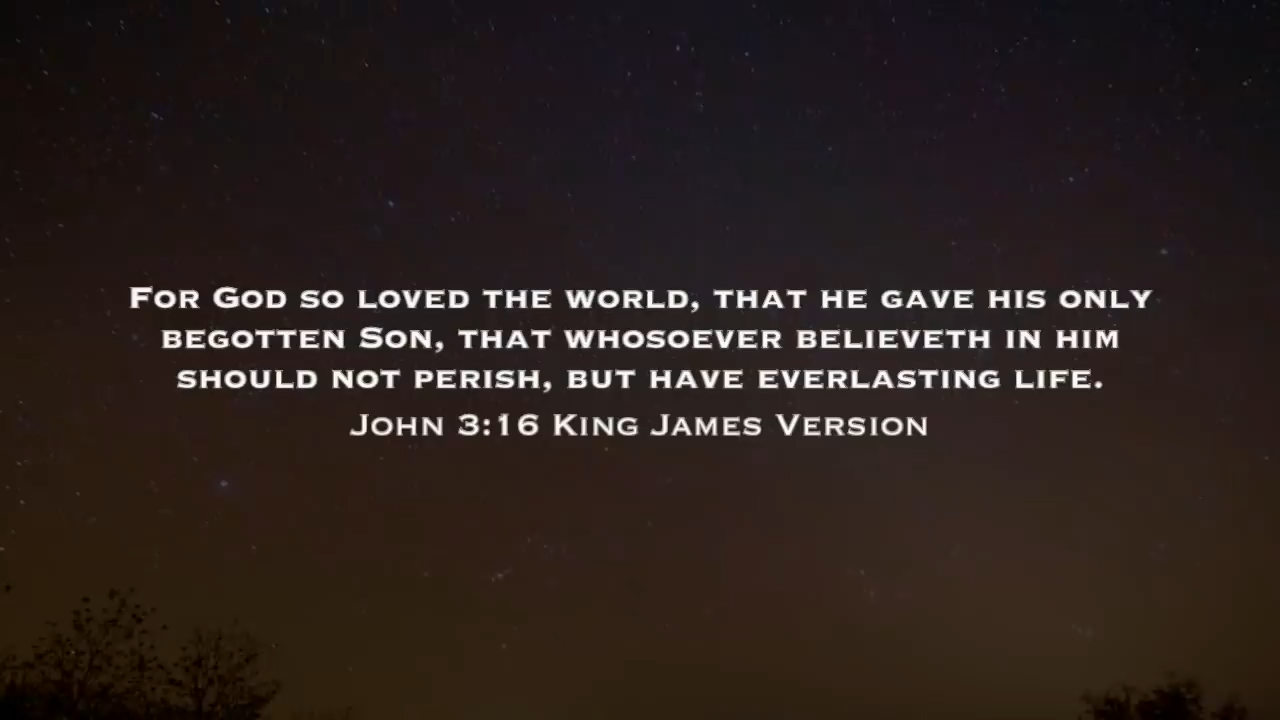 For God so loved the world, that he gave his only
begotten Son, that whosoever believeth in him
should not perish, but have everlasting life.
John 3:16 King James Version